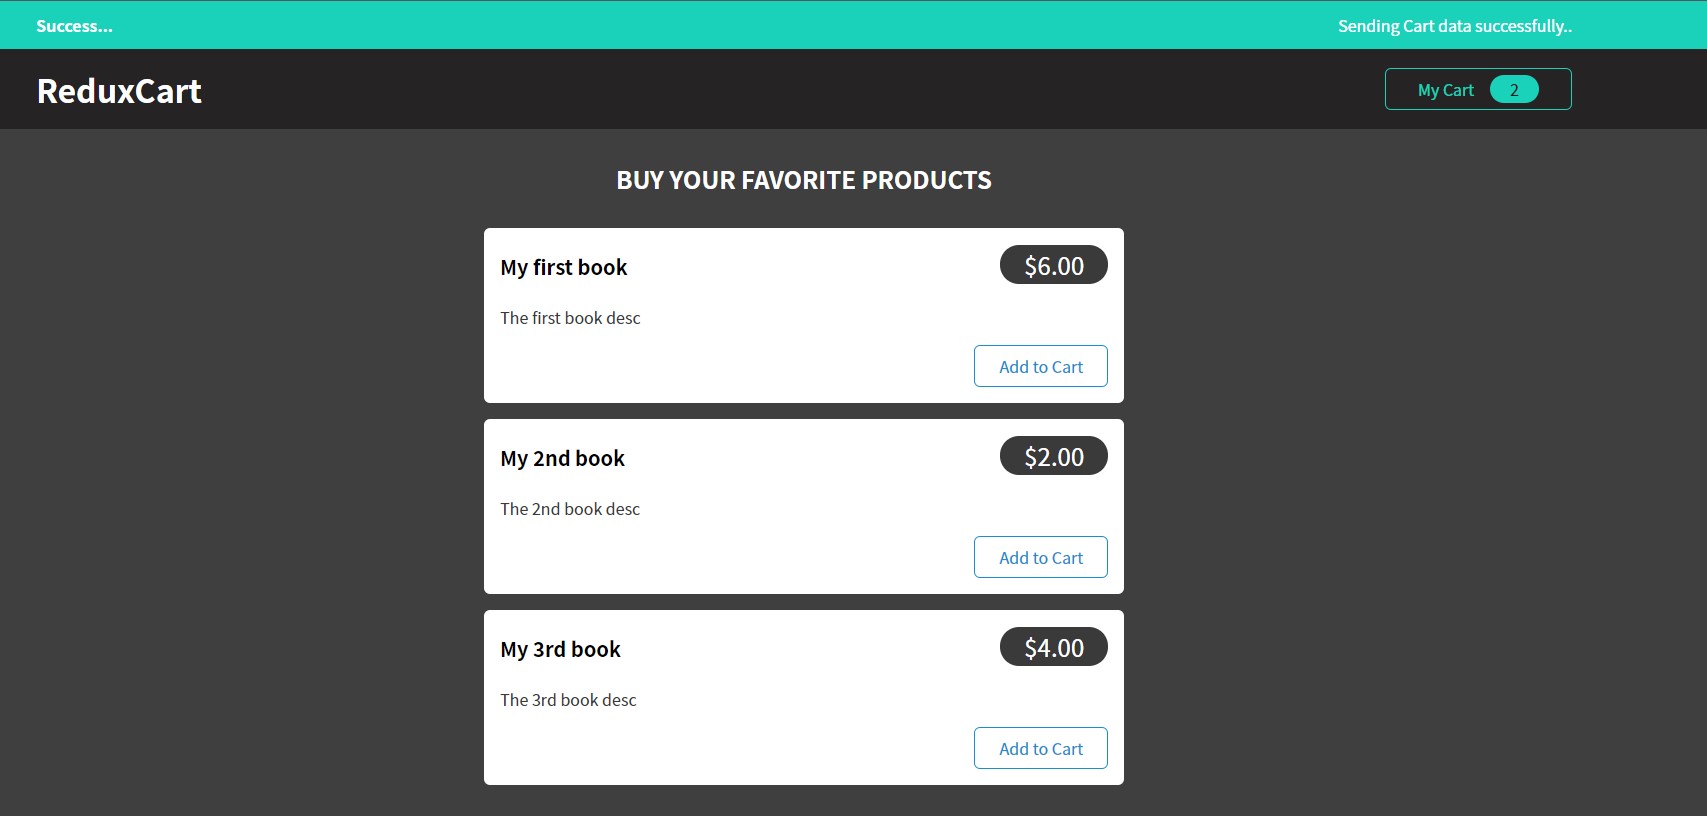 Success...
Sending Cart data successfully..
ReduxCart
My Cart 2
BUY YOUR FAVORITE PRODUCTS
My first book
$6.00
The first book desc
Add to Cart
My 2nd book
$2.00
The 2nd book desc
Add to Cart
My 3rd book
$4.00
The 3rd book desc
Add to Cart